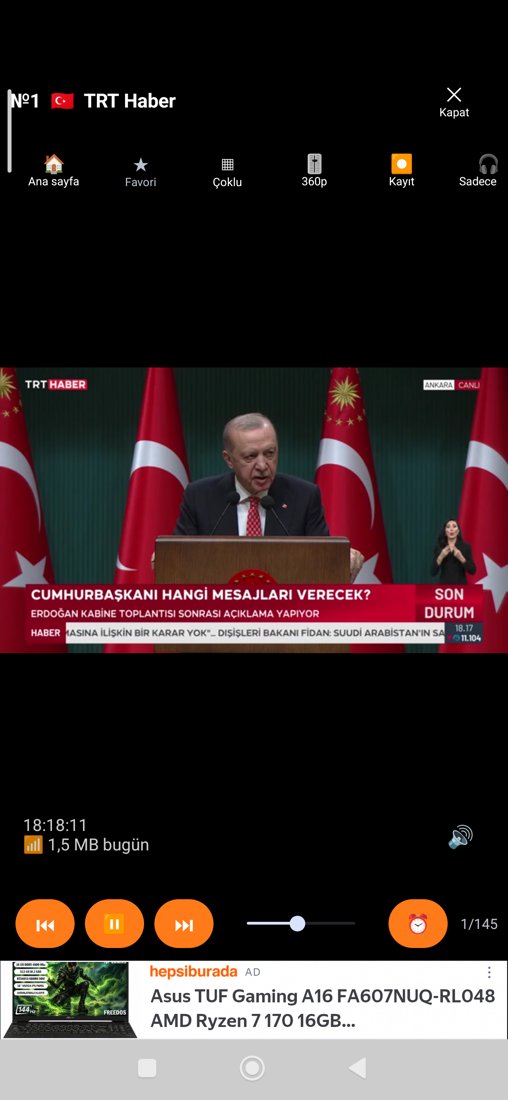 №1 TRT Haber
Kapat
Ana sayfa
Favori
Çoklu
360p
Kayıt
Sadece
TRT HABER
ANKARA CANLI
CUMHURBAŞKANI HANGİ MESAJLARI VERECEK?
ERDOĞAN KABİNE TOPLANTISI SONRASI AÇIKLAMA YAPIYOR
SON
DURUM
HABER MASINA İLİŞKİN BİR KARAR YOK"... DIŞİŞLERİ BAKANI FİDAN: SUUDİ ARABİSTAN'IN SA
18.17
11.104
18:18:11
1,5 MB bugün
1/145
hepsiburada AD
Asus TUF Gaming A16 FA607NUQ-RL048
AMD Ryzen 7 170 16GB...
144
FREEDOS